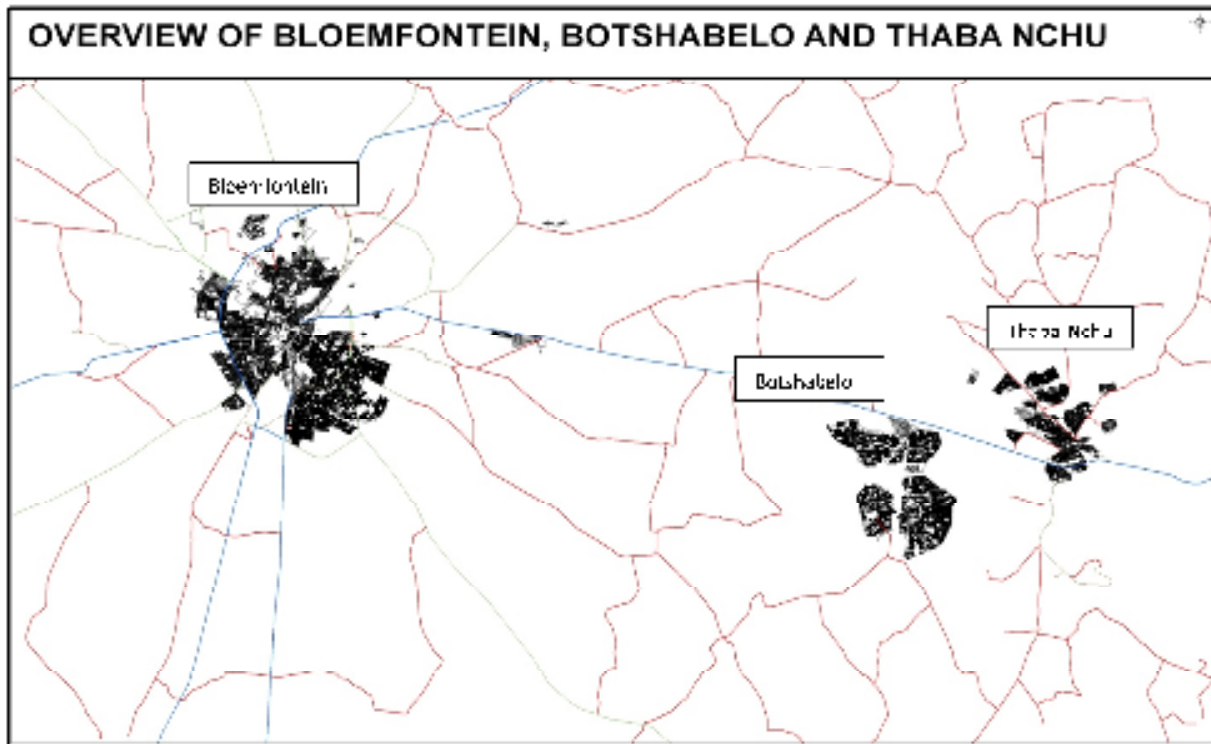 OVERVIEW OF BLOEMFONTEIN, BOTSHABELO AND THABA NCHU
Bloemfontein
Thaba Nchu
Botshabelo